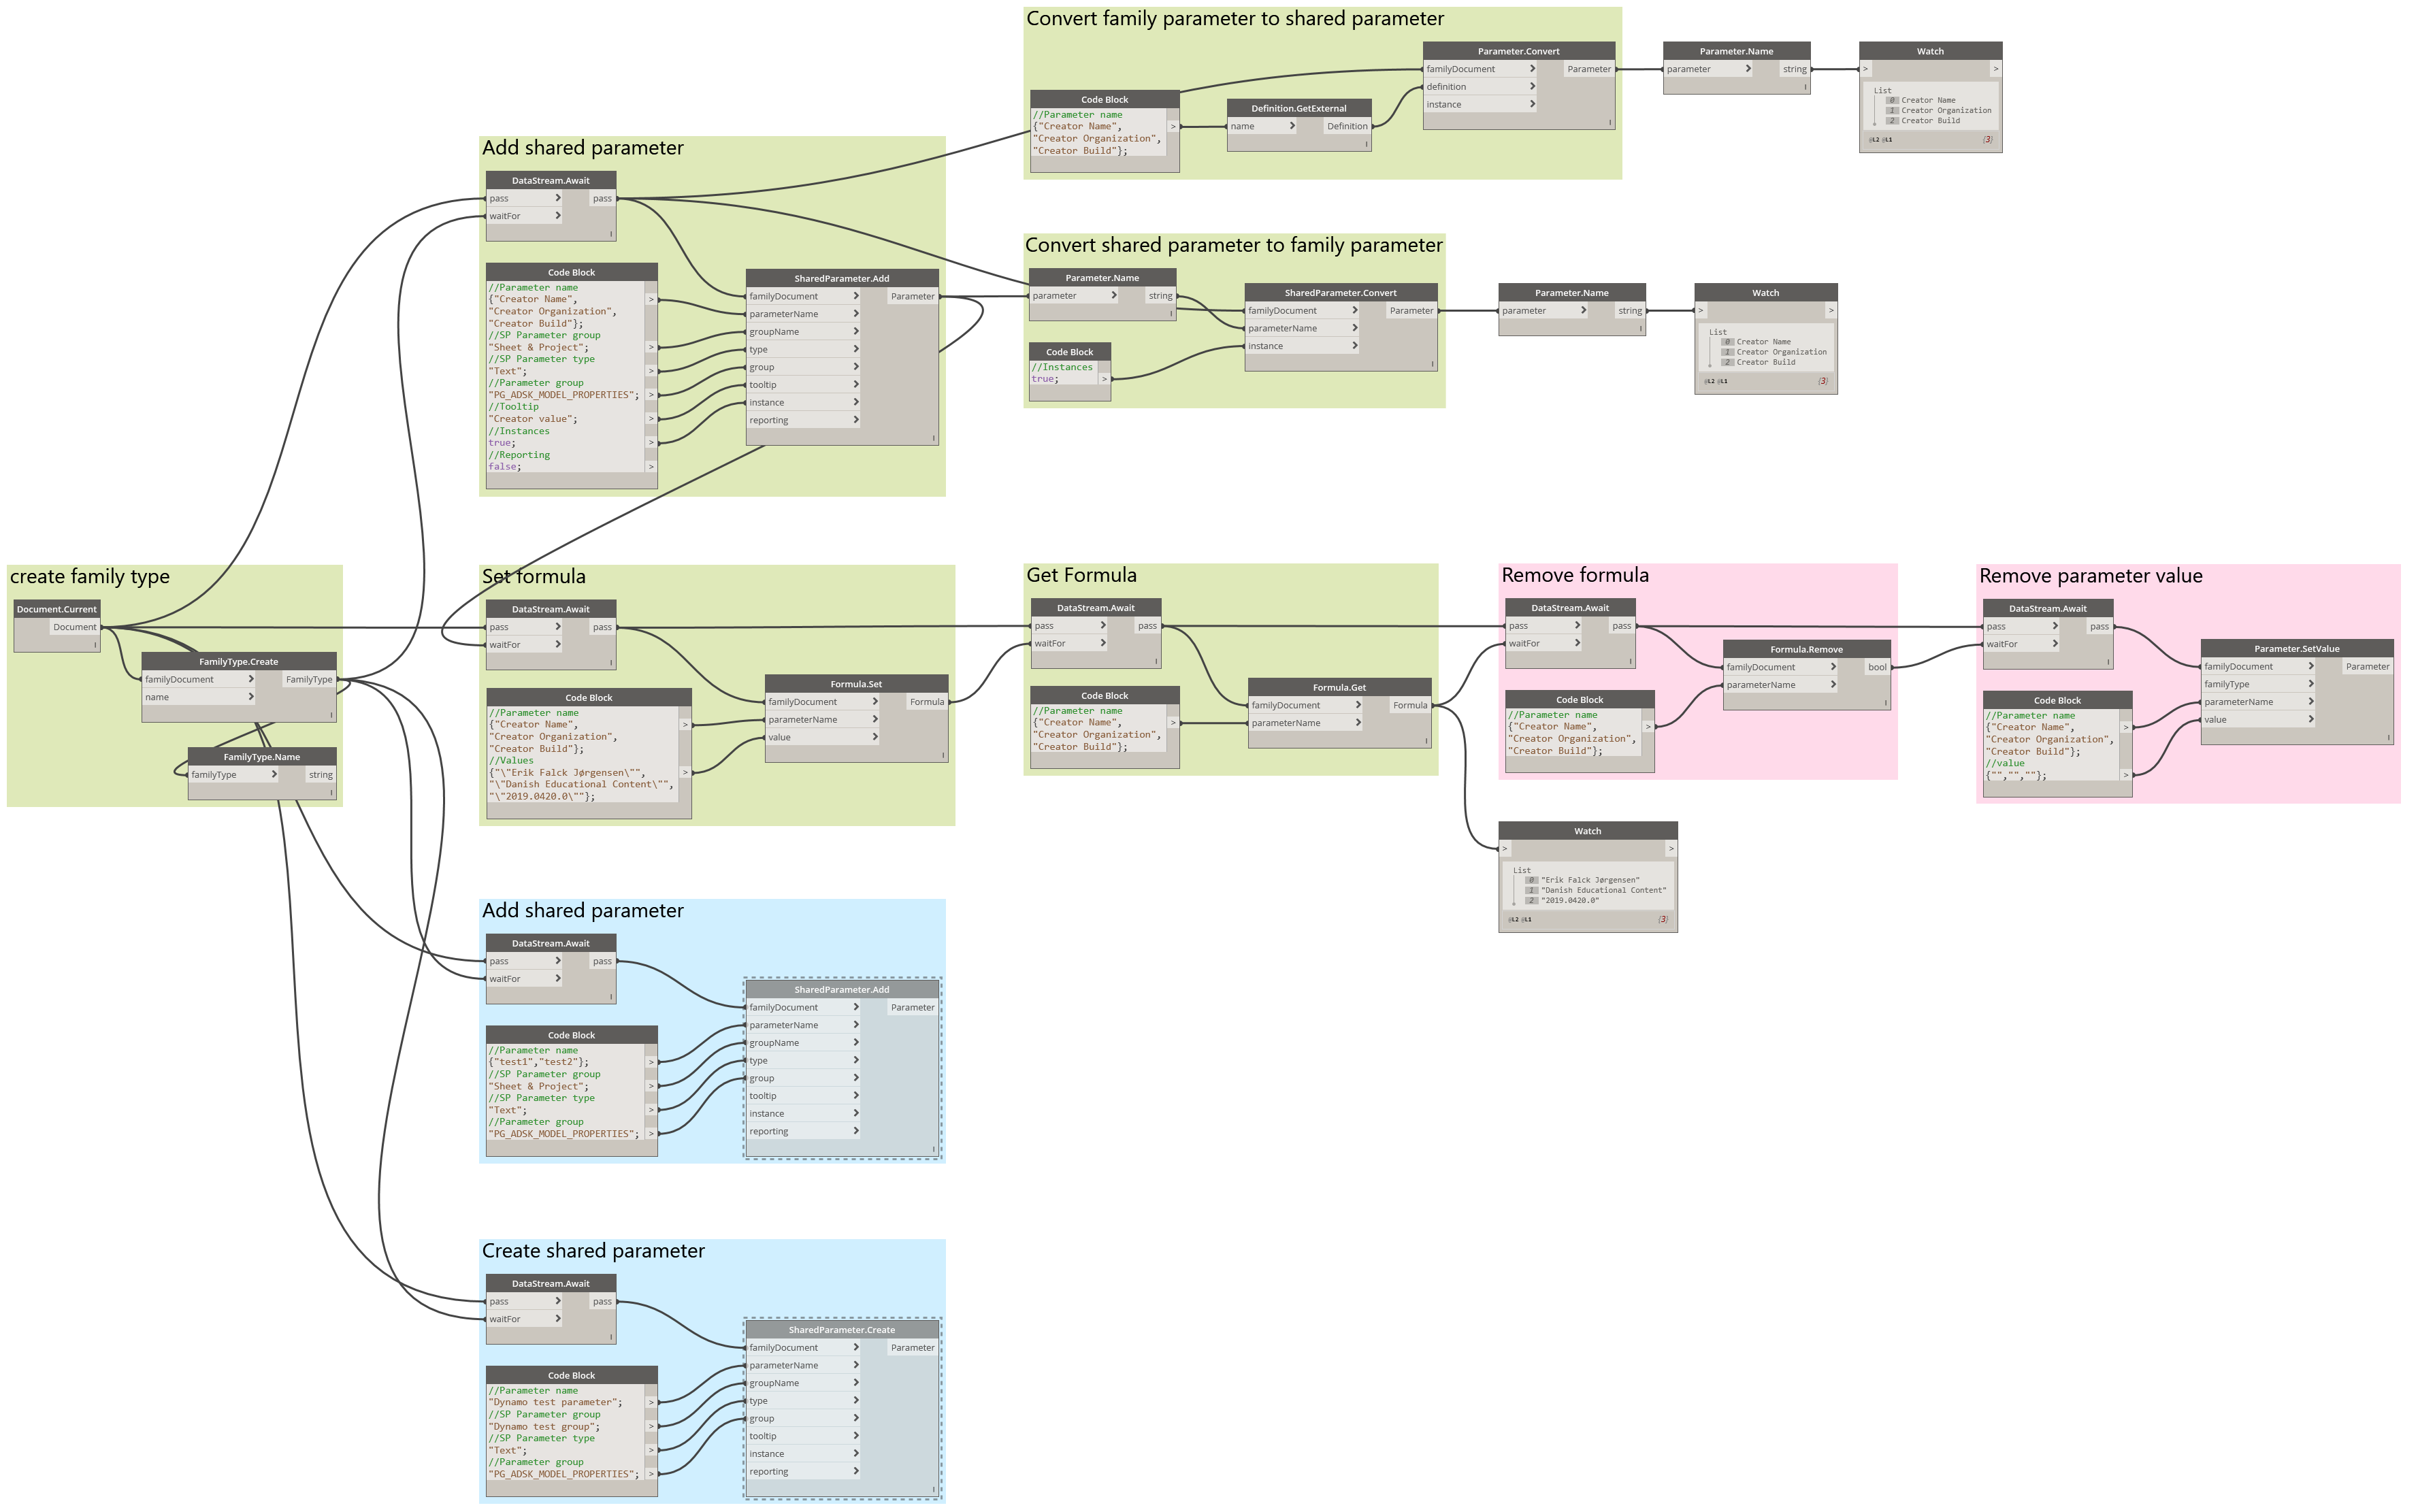 Convert family parameter to shared parameter
Parameter.Convert
familyDocument >
definition >
instance >
Parameter
Parameter.Name
parameter >
string
Watch
>
>
List
0 Creator Name
1 Creator Organization
2 Creator Build
@L2 @L1
{3}
Code Block
//Parameter name
{"Creator Name",
"Creator Organization",
"Creator Build"};
>
Definition.GetExternal
name >
Definition
Add shared parameter
DataStream.Await
pass >
waitFor >
pass
Code Block
//Parameter name
{"Creator Name",
"Creator Organization",
"Creator Build"};
//SP Parameter group
"Sheet & Project";
//SP Parameter type
"Text";
//Parameter group
"PG_ADSK_MODEL_PROPERTIES";
//Tooltip
"Creator value";
//Instances
true;
//Reporting
false;
SharedParameter.Add
familyDocument >
parameterName >
groupName >
type >
group >
tooltip >
instance >
reporting >
Parameter
Convert shared parameter to family parameter
Parameter.Name
parameter >
string
Code Block
//Instances
true;
>
SharedParameter.Convert
familyDocument >
parameterName >
instance >
Parameter
Parameter.Name
parameter >
string
Watch
>
>
List
0 Creator Name
1 Creator Organization
2 Creator Build
@L2 @L1
{3}
create family type
Document.Current
Document
FamilyType.Create
familyDocument >
name >
FamilyType
FamilyType.Name
familyType >
string
Set formula
DataStream.Await
pass >
waitFor >
pass
Code Block
//Parameter name
{"Creator Name",
"Creator Organization",
"Creator Build"};
//Values
{"\"Erik Falck Jørgensen\"",
"\"Danish Educational Content\"",
"\"2019.0420.0\""};
Formula.Set
familyDocument >
parameterName >
value >
Formula
Get Formula
DataStream.Await
pass >
waitFor >
pass
Code Block
//Parameter name
{"Creator Name",
"Creator Organization",
"Creator Build"};
Formula.Get
familyDocument >
parameterName >
Formula
Remove formula
DataStream.Await
pass >
waitFor >
pass
Code Block
//Parameter name
{"Creator Name",
"Creator Organization",
"Creator Build"};
Formula.Remove
familyDocument >
parameterName >
bool
Remove parameter value
DataStream.Await
pass >
waitFor >
pass
Code Block
//Parameter name
{"Creator Name",
"Creator Organization",
"Creator Build"};
//value
{"","",""};
Parameter.SetValue
familyDocument >
familyType >
parameterName >
value >
Parameter
Watch
>
>
List
0 "Erik Falck Jørgensen"
1 "Danish Educational Content"
2 "2019.0420.0"
@L2 @L1
{3}
Add shared parameter
DataStream.Await
pass >
waitFor >
pass
Code Block
//Parameter name
{"test1","test2"};
//SP Parameter group
"Sheet & Project";
//SP Parameter type
"Text";
//Parameter group
"PG_ADSK_MODEL_PROPERTIES";
SharedParameter.Add
familyDocument >
parameterName >
groupName >
type >
group >
tooltip >
instance >
reporting >
Parameter
Create shared parameter
DataStream.Await
pass >
waitFor >
pass
Code Block
//Parameter name
"Dynamo test parameter";
//SP Parameter group
"Dynamo test group";
//SP Parameter type
"Text";
//Parameter group
"PG_ADSK_MODEL_PROPERTIES";
SharedParameter.Create
familyDocument >
parameterName >
groupName >
type >
group >
tooltip >
instance >
reporting >
Parameter